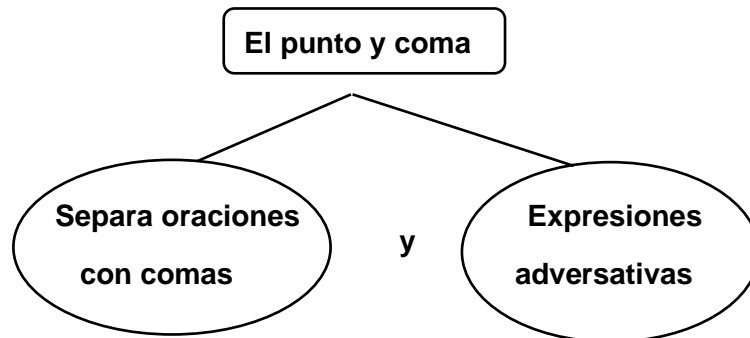 El punto y coma
Separa oraciones
con comas
y
Expresiones
adversativas